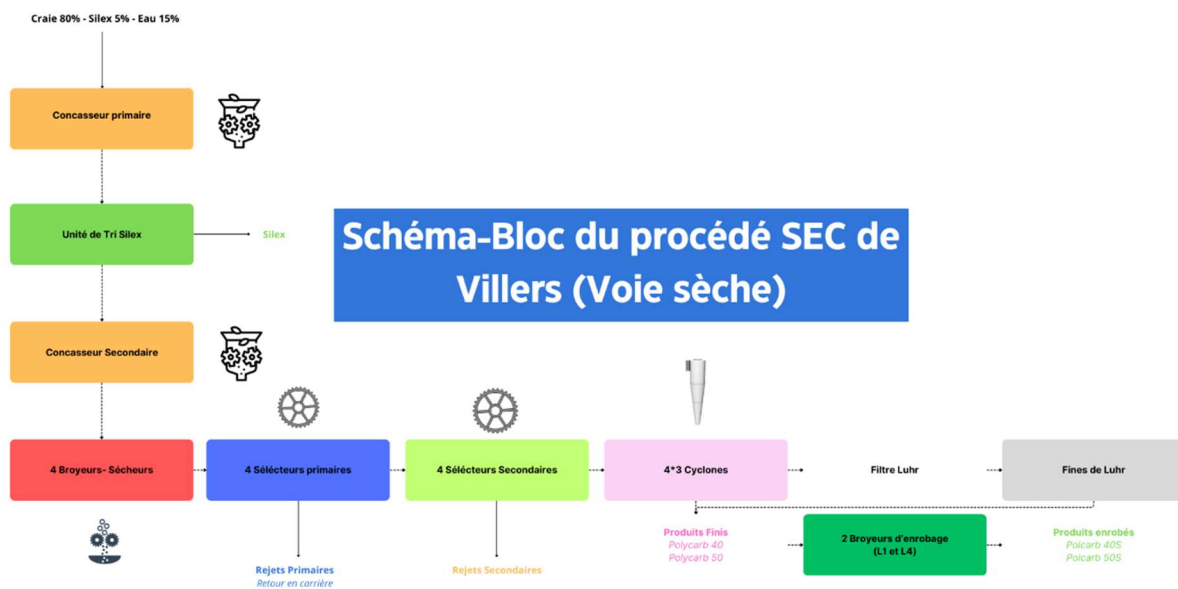 Craie 80% - Silex 5% - Eau 15%
Concasseur primaire
Unité de Tri Silex
Silex
Schéma-Bloc du procédé SEC de
Villers (Voie sèche)
Concasseur Secondaire
4 Broyeurs- Sécheurs
4 Sélécteurs primaires
4 Sélécteurs Secondaires
4*3 Cyclones
Filtre Luhr
Fines de Luhr
Rejets Primaires
Retour en carrière
Rejets Secondaires
Produits Finis
Polycarb 40
Polycarb 50
2 Broyeurs d'enrobage
(L1 et L4)
Produits enrobés
Polcarb 40S
Polcarb 50S